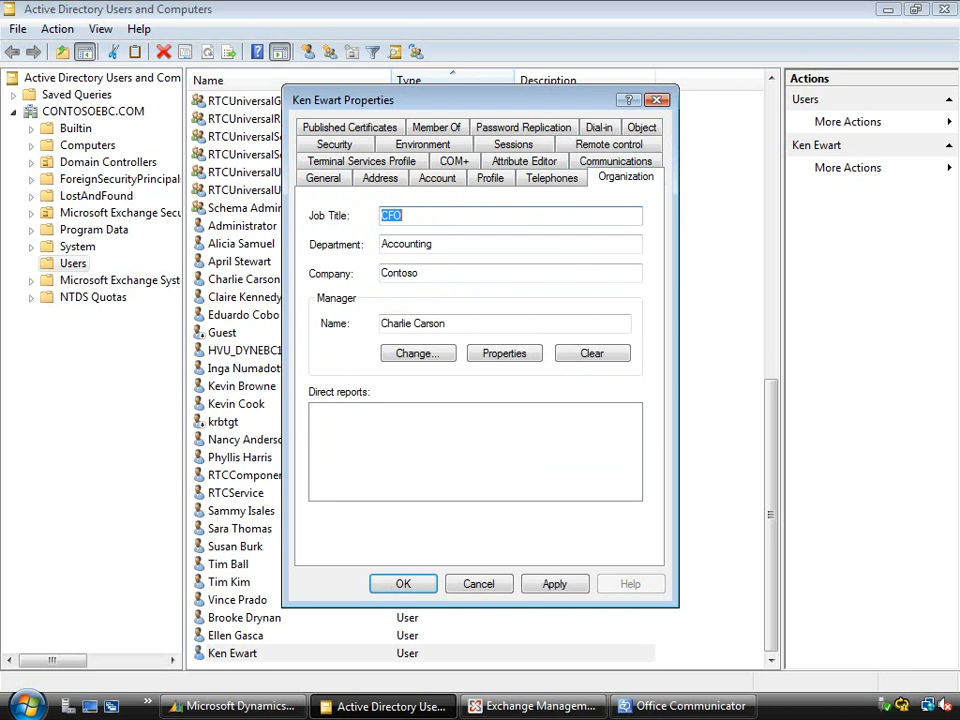 Active Directory Users and Computers
File Action View Help
Active Directory Users and Com
Saved Queries
CONTOSOEBC.COM
Builtin
Computers
Domain Controllers
ForeignSecurityPrincipal
LostAndFound
Microsoft Exchange Secu
Program Data
System
Users
Microsoft Exchange Syst
NTDS Quotas
Name Type Description
RTCUniversalG
RTCUniversalR
RTCUniversalSe
RTCUniversalSe
RTCUniversalU
RTCUniversalU
Schema Admin
Administrator
Alicia Samuel
April Stewart
Charlie Carson
Claire Kennedy
Eduardo Cobo
Guest
HVU_DYNEBC1
Inga Numadot
Kevin Browne
Kevin Cook
krbtgt
Nancy Anderso
Phyllis Harris
RTCComponen
RTCService
Sammy Isales
Sara Thomas
Susan Burk
Tim Ball
Tim Kim
Vince Prado
Brooke Drynan User
Ellen Gasca User
Ken Ewart User
Ken Ewart Properties
Published Certificates Member Of Password Replication Dial-in Object
Security Environment Sessions Remote control
Terminal Services Profile COM+ Attribute Editor Communications
General Address Account Profile Telephones Organization
Job Title: CFO
Department: Accounting
Company: Contoso
Manager
Name: Charlie Carson
Change... Properties Clear
Direct reports:
OK Cancel Apply Help
Actions
Users
More Actions
Ken Ewart
More Actions
Microsoft Dynamics... Active Directory Use... Exchange Managem... Office Communicator